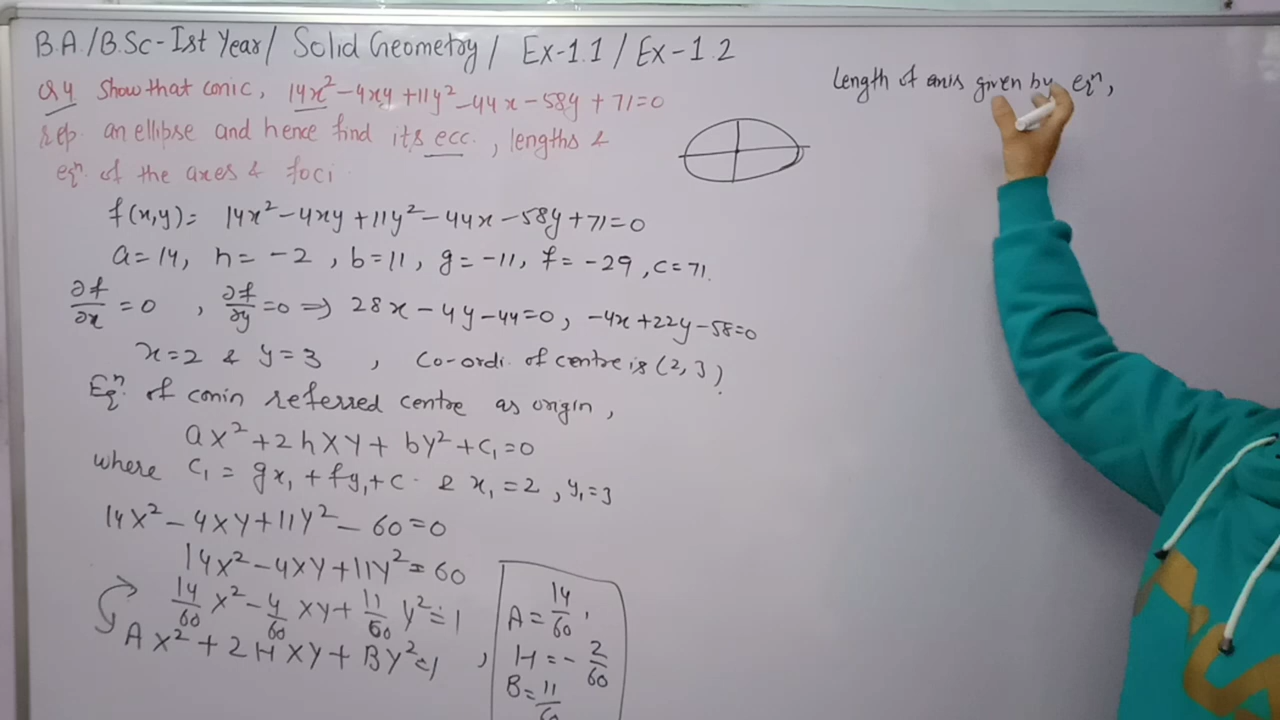 B.A./B.Sc-Ist Year/ Solid Geometry/ Ex-1.1 / Ex-1.2
Q4 Show that conic, 14x² - 4xy + 11y² - 44x - 58y + 71 = 0
rep. an ellipse and hence find its ecc., lengths &
eqⁿ of the axes & foci.
f(x,y) = 14x² - 4xy + 11y² - 44x - 58y + 71 = 0
a = 14, h = -2, b = 11, g = -11, f = -29, c = 71.
∂f/∂x = 0, ∂f/∂y = 0 => 28x - 4y - 44 = 0, -4x + 22y - 58 = 0
x = 2 & y = 3, Co-ordi. of centre is (2, 3)
Eqⁿ of conin referred centre as origin,
aX² + 2hXY + bY² + C₁ = 0
where C₁ = gx₁ + fy₁ + c. & x₁ = 2, y₁ = 3
14X² - 4XY + 11Y² - 60 = 0
14X² - 4XY + 11Y² = 60
14/60 X² - 4/60 XY + 11/60 Y² = 1
AX² + 2HXY + BY² = 1,
A = 14/60,
H = - 2/60
B = 11/60
Length of axis given by eqⁿ,